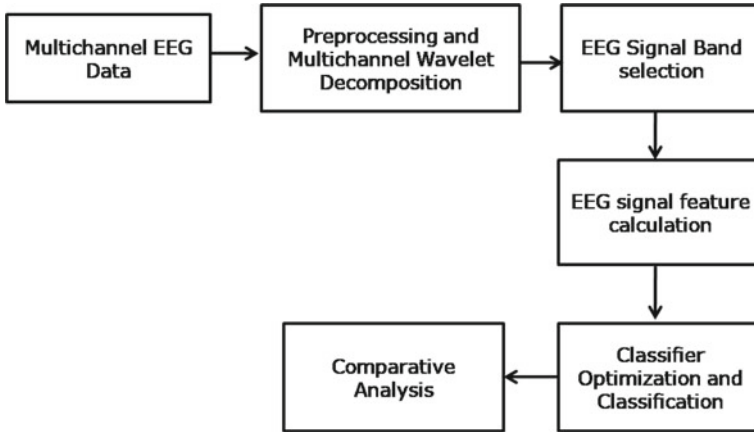 Multichannel EEG
Data
Preprocessing and
Multichannel Wavelet
Decomposition
EEG Signal Band
selection
EEG signal feature
calculation
Classifier
Optimization and
Classification
Comparative
Analysis